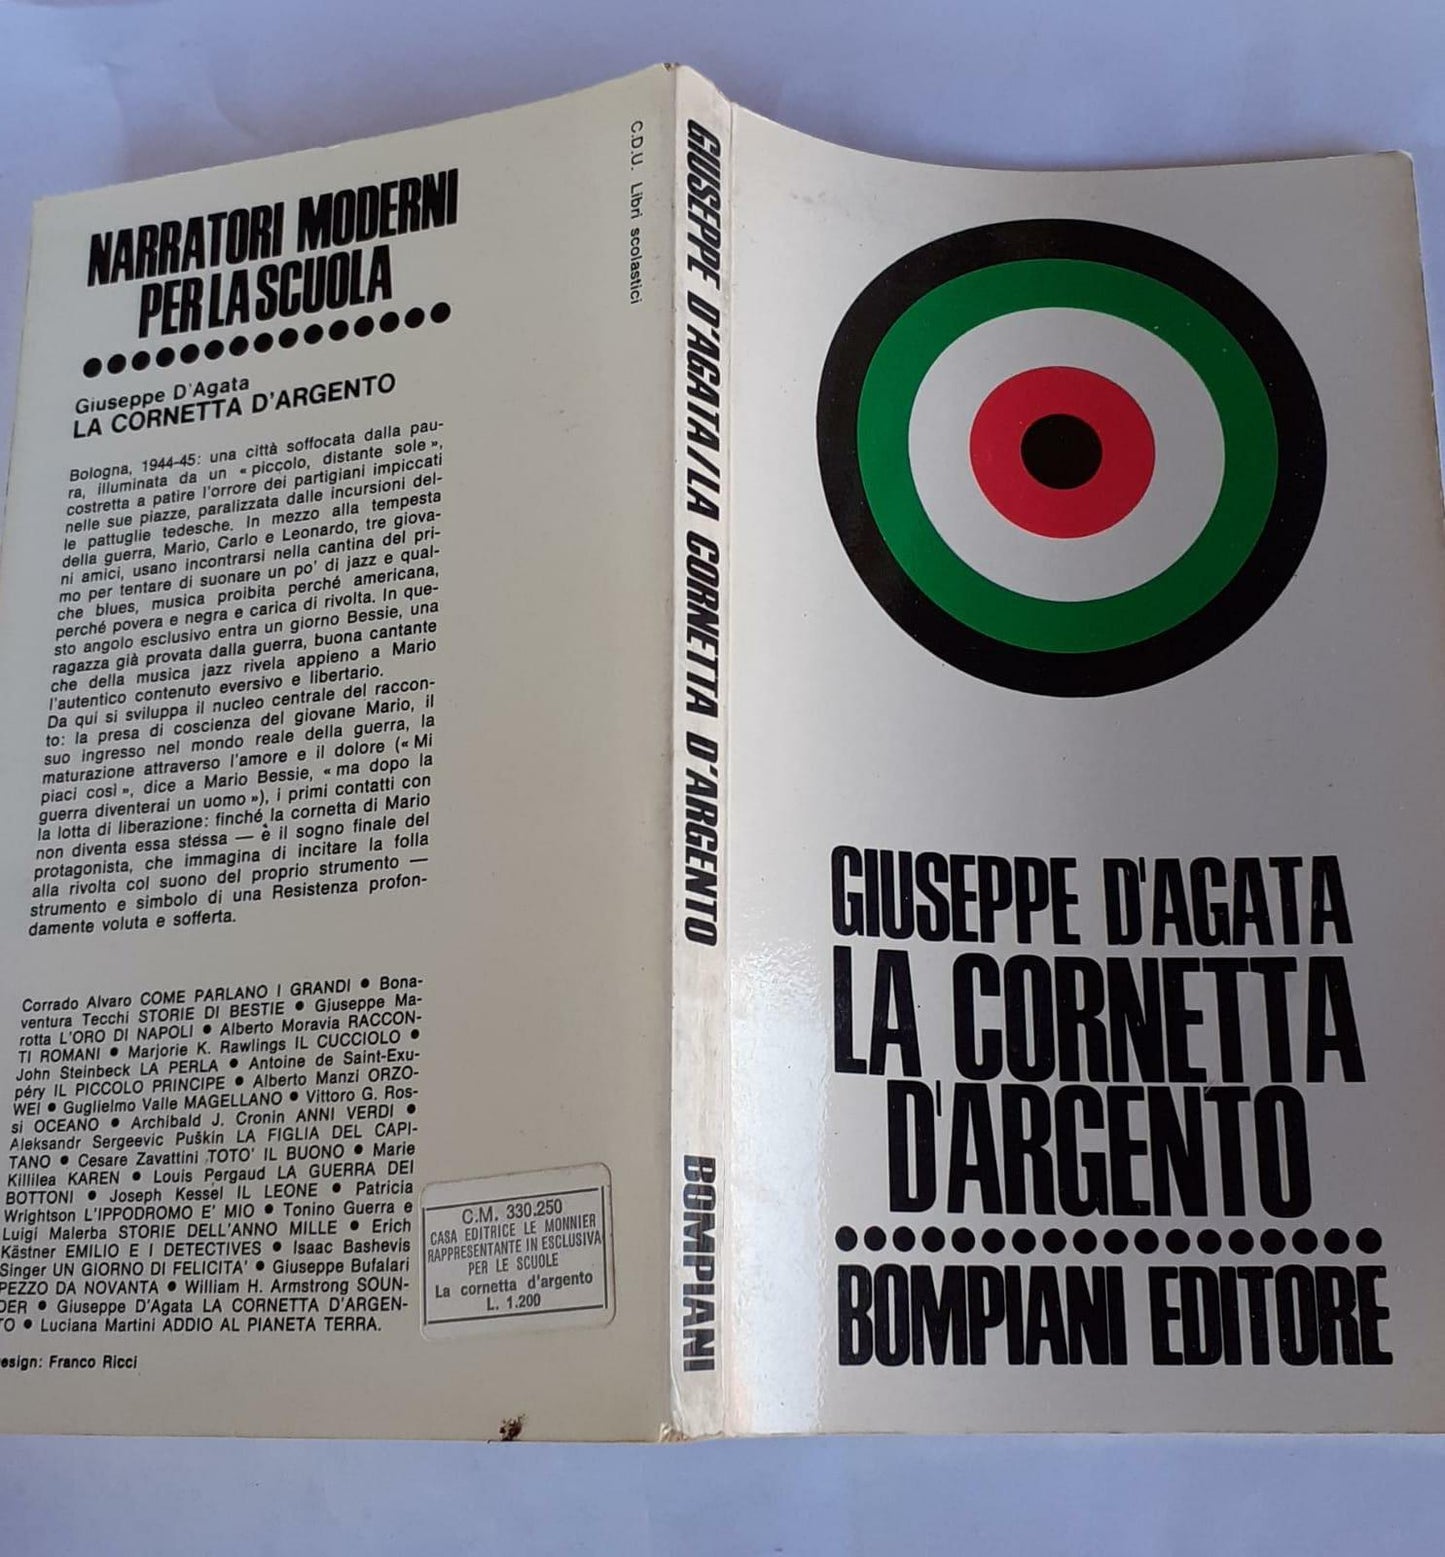 NARRATORI MODERNI
PER LA SCUOLA
Giuseppe D'Agata
LA CORNETTA D'ARGENTO
Bologna, 1944-45: una città soffocata dalla pau-
ra, illuminata da un « piccolo, distante sole »,
costretta a patire l'orrore dei partigiani impiccati
nelle sue piazze, paralizzata dalle incursioni del-
le pattuglie tedesche. In mezzo alla tempesta
della guerra, Mario, Carlo e Leonardo, tre giova-
ni amici, usano incontrarsi nella cantina del pri-
mo per tentare di suonare un po' di jazz e qual-
che blues, musica proibita perché americana,
perché povera e negra e carica di rivolta. In que-
sto angolo esclusivo entra un giorno Bessie, una
ragazza già provata dalla guerra, buona cantante
che della musica jazz rivela appieno a Mario
l'autentico contenuto eversivo e libertario.
Da qui si sviluppa il nucleo centrale del raccon-
to: la presa di coscienza del giovane Mario, il
suo ingresso nel mondo reale della guerra, la
maturazione attraverso l'amore e il dolore (« Mi
piaci così », dice a Mario Bessie, « ma dopo la
guerra diventerai un uomo »), i primi contatti con
la lotta di liberazione: finché la cornetta di Mario
non diventa essa stessa — è il sogno finale del
protagonista, che immagina di incitare la folla
alla rivolta col suono del proprio strumento —
strumento e simbolo di una Resistenza profon-
damente voluta e sofferta.
Corrado Alvaro COME PARLANO I GRANDI ● Bona-
ventura Tecchi STORIE DI BESTIE ● Giuseppe Ma-
rotta L'ORO DI NAPOLI ● Alberto Moravia RACCON-
TI ROMANI ● Marjorie K. Rawlings IL CUCCIOLO ●
John Steinbeck LA PERLA ● Antoine de Saint-Exu-
péry IL PICCOLO PRINCIPE ● Alberto Manzi ORZO-
WEI ● Guglielmo Valle MAGELLANO ● Vittoro G. Ros-
si OCEANO ● Archibald J. Cronin ANNI VERDI ●
Aleksandr Sergeevic Puškin LA FIGLIA DEL CAPI-
TANO ● Cesare Zavattini TOTO' IL BUONO ● Marie
Killilea KAREN ● Louis Pergaud LA GUERRA DEI
BOTTONI ● Joseph Kessel IL LEONE ● Patricia
Wrightson L'IPPODROMO E' MIO ● Tonino Guerra e
Luigi Malerba STORIE DELL'ANNO MILLE ● Erich
Kästner EMILIO E I DETECTIVES ● Isaac Bashevis
Singer UN GIORNO DI FELICITA' ● Giuseppe Bufalari
PEZZO DA NOVANTA ● William H. Armstrong SOUN-
DER ● Giuseppe D'Agata LA CORNETTA D'ARGEN-
TO ● Luciana Martini ADDIO AL PIANETA TERRA.
esign: Franco Ricci
C.M. 330.250
CASA EDITRICE LE MONNIER
RAPPRESENTANTE IN ESCLUSIVA
PER LE SCUOLE
La cornetta d'argento
L. 1.200
C.D.U. Libri scolastici
GIUSEPPE D'AGATA/LA CORNETTA D'ARGENTO BOMPIANI
GIUSEPPE D'AGATA
LA CORNETTA
D'ARGENTO
BOMPIANI EDITORE